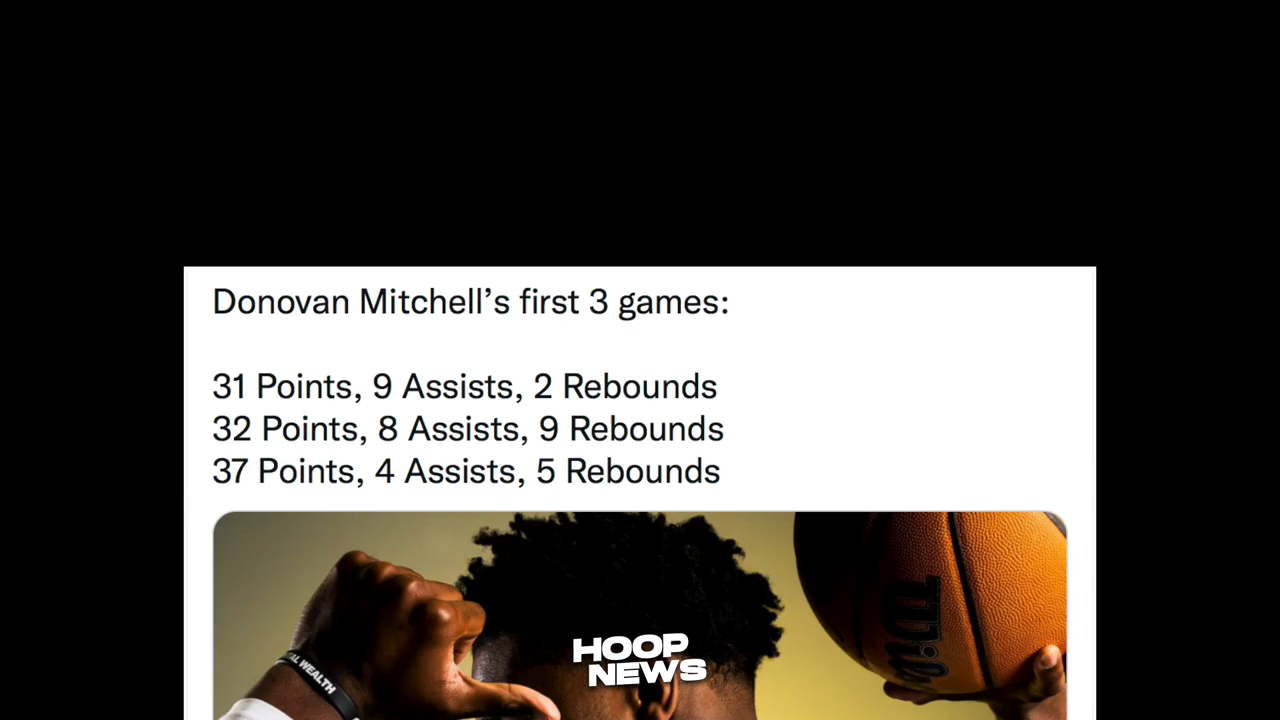 Donovan Mitchell’s first 3 games:
31 Points, 9 Assists, 2 Rebounds
32 Points, 8 Assists, 9 Rebounds
37 Points, 4 Assists, 5 Rebounds
WEALTH
HOOP
NEWS